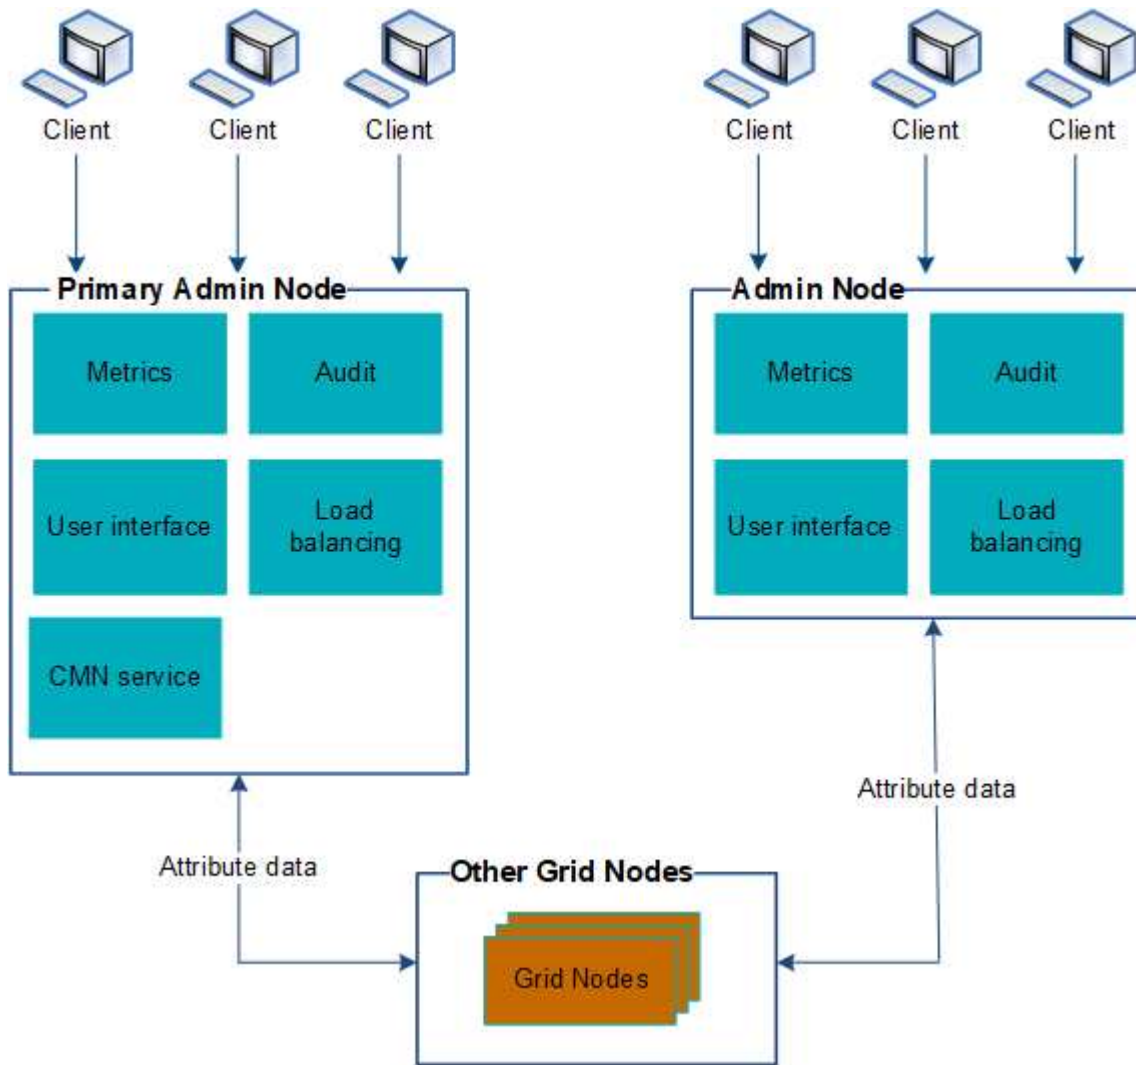 Client
Client
Client
Client
Client
Client
Primary Admin Node
Metrics
Audit
User interface
Load
balancing
CMN service
Admin Node
Metrics
Audit
User interface
Load
balancing
Attribute data
Attribute data
Other Grid Nodes
Grid Nodes